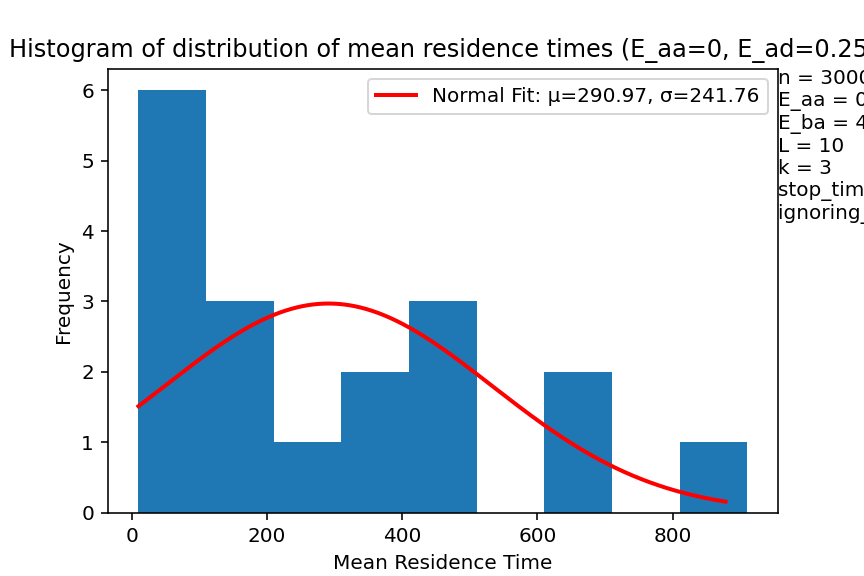 Histogram of distribution of mean residence times (E_aa=0, E_ad=0.25
n = 3000
E_aa = 0
E_ba = 4
L = 10
k = 3
stop_tim
ignoring_
Normal Fit: μ=290.97, σ=241.76
6
5
4
3
2
1
0
Frequency
0 200 400 600 800
Mean Residence Time